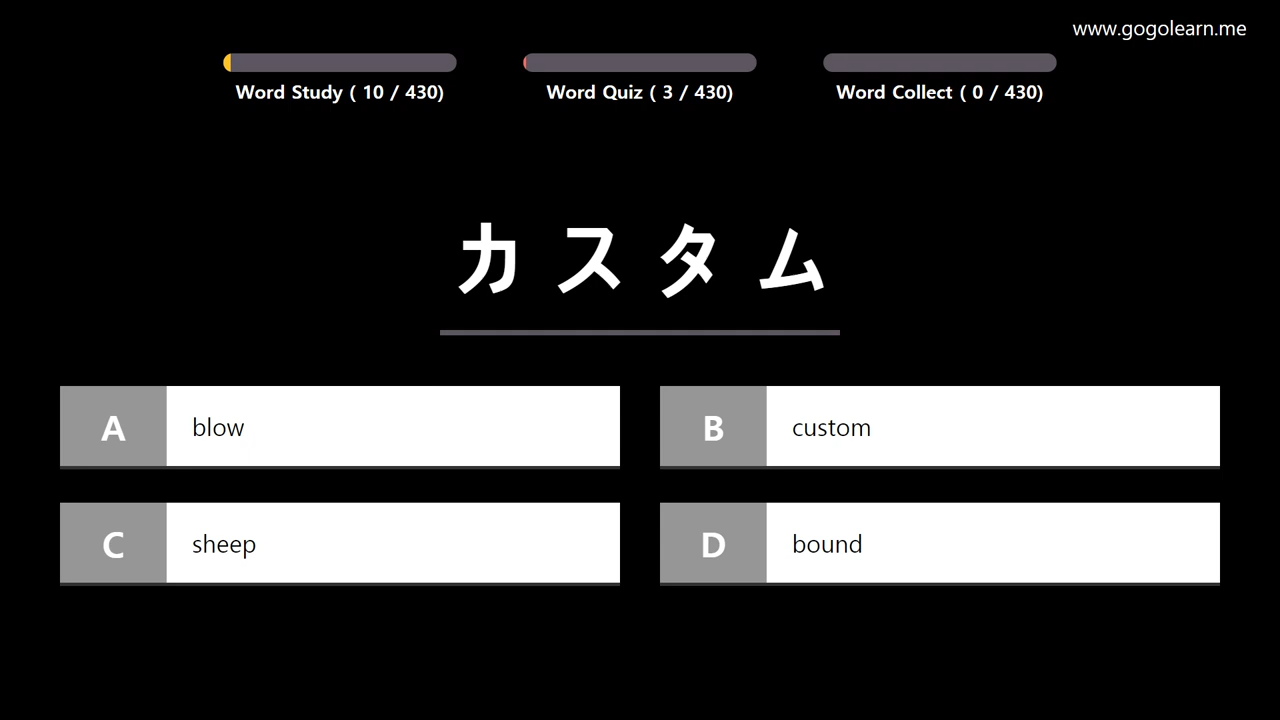 www.gogolearn.me
Word Study ( 10 / 430)
Word Quiz ( 3 / 430)
Word Collect ( 0 / 430)
カスタム
A blow
B custom
C sheep
D bound